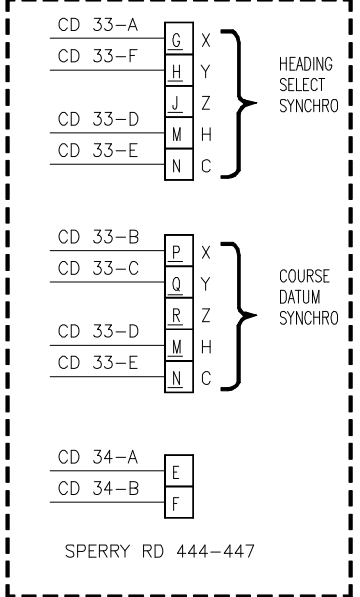 CD 33-A G X
CD 33-F H Y
J Z
CD 33-D M H
CD 33-E N C
HEADING
SELECT
SYNCHRO
CD 33-B P X
CD 33-C Q Y
R Z
CD 33-D M H
CD 33-E N C
COURSE
DATUM
SYNCHRO
CD 34-A E
CD 34-B F
SPERRY RD 444-447